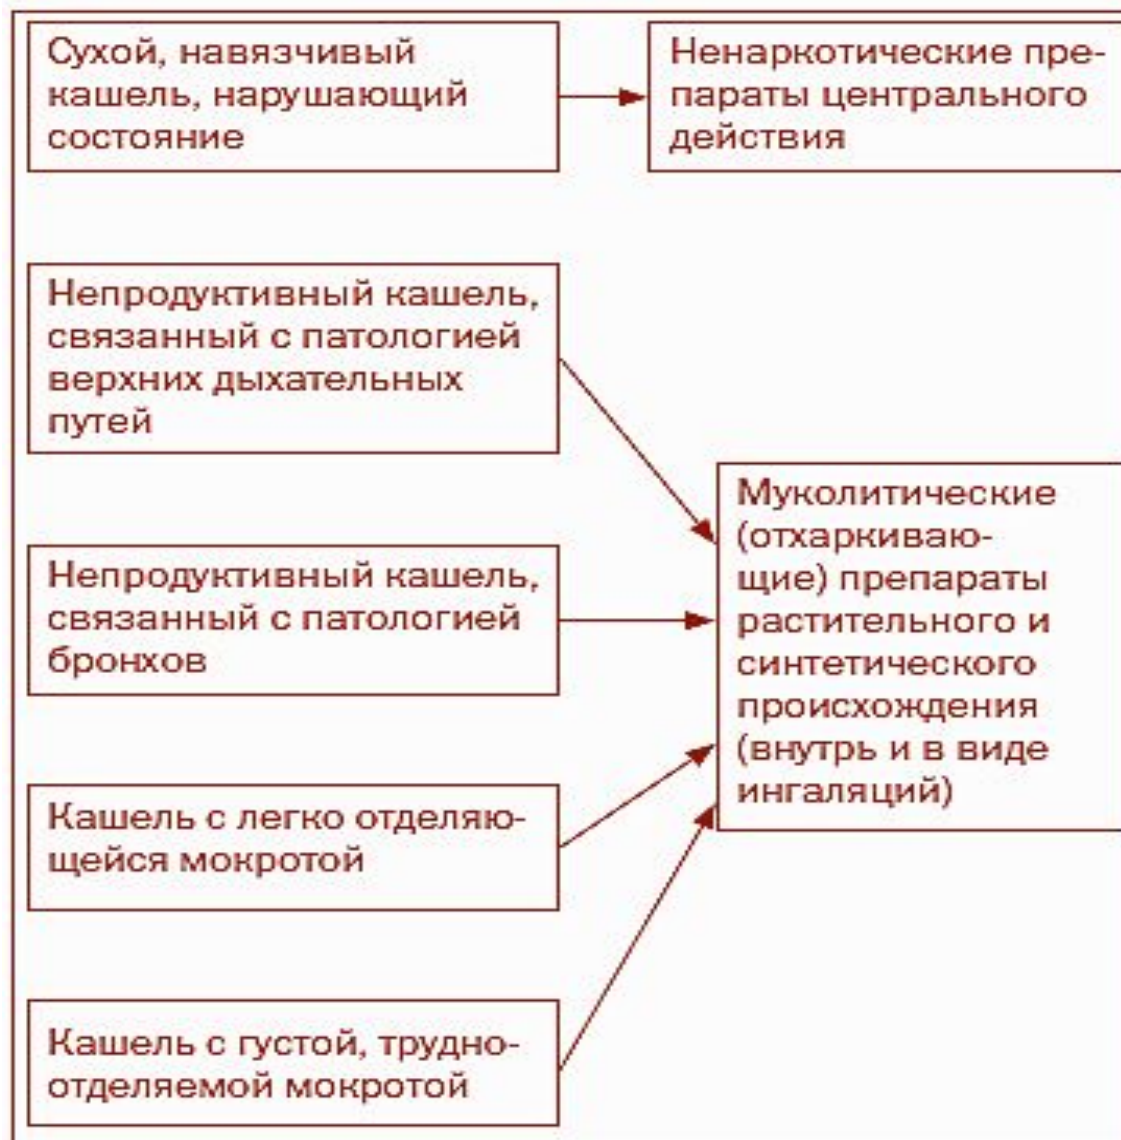 Сухой, навязчивый
кашель, нарушающий
состояние
Ненаркотические пре-
параты центрального
действия
Непродуктивный кашель,
связанный с патологией
верхних дыхательных
путей
Непродуктивный кашель,
связанный с патологией
бронхов
Кашель с легко отделяю-
щейся мокротой
Кашель с густой, трудно-
отделяемой мокротой
Муколитические
(отхаркиваю-
щие) препараты
растительного и
синтетического
происхождения
(внутрь и в виде
ингаляций)